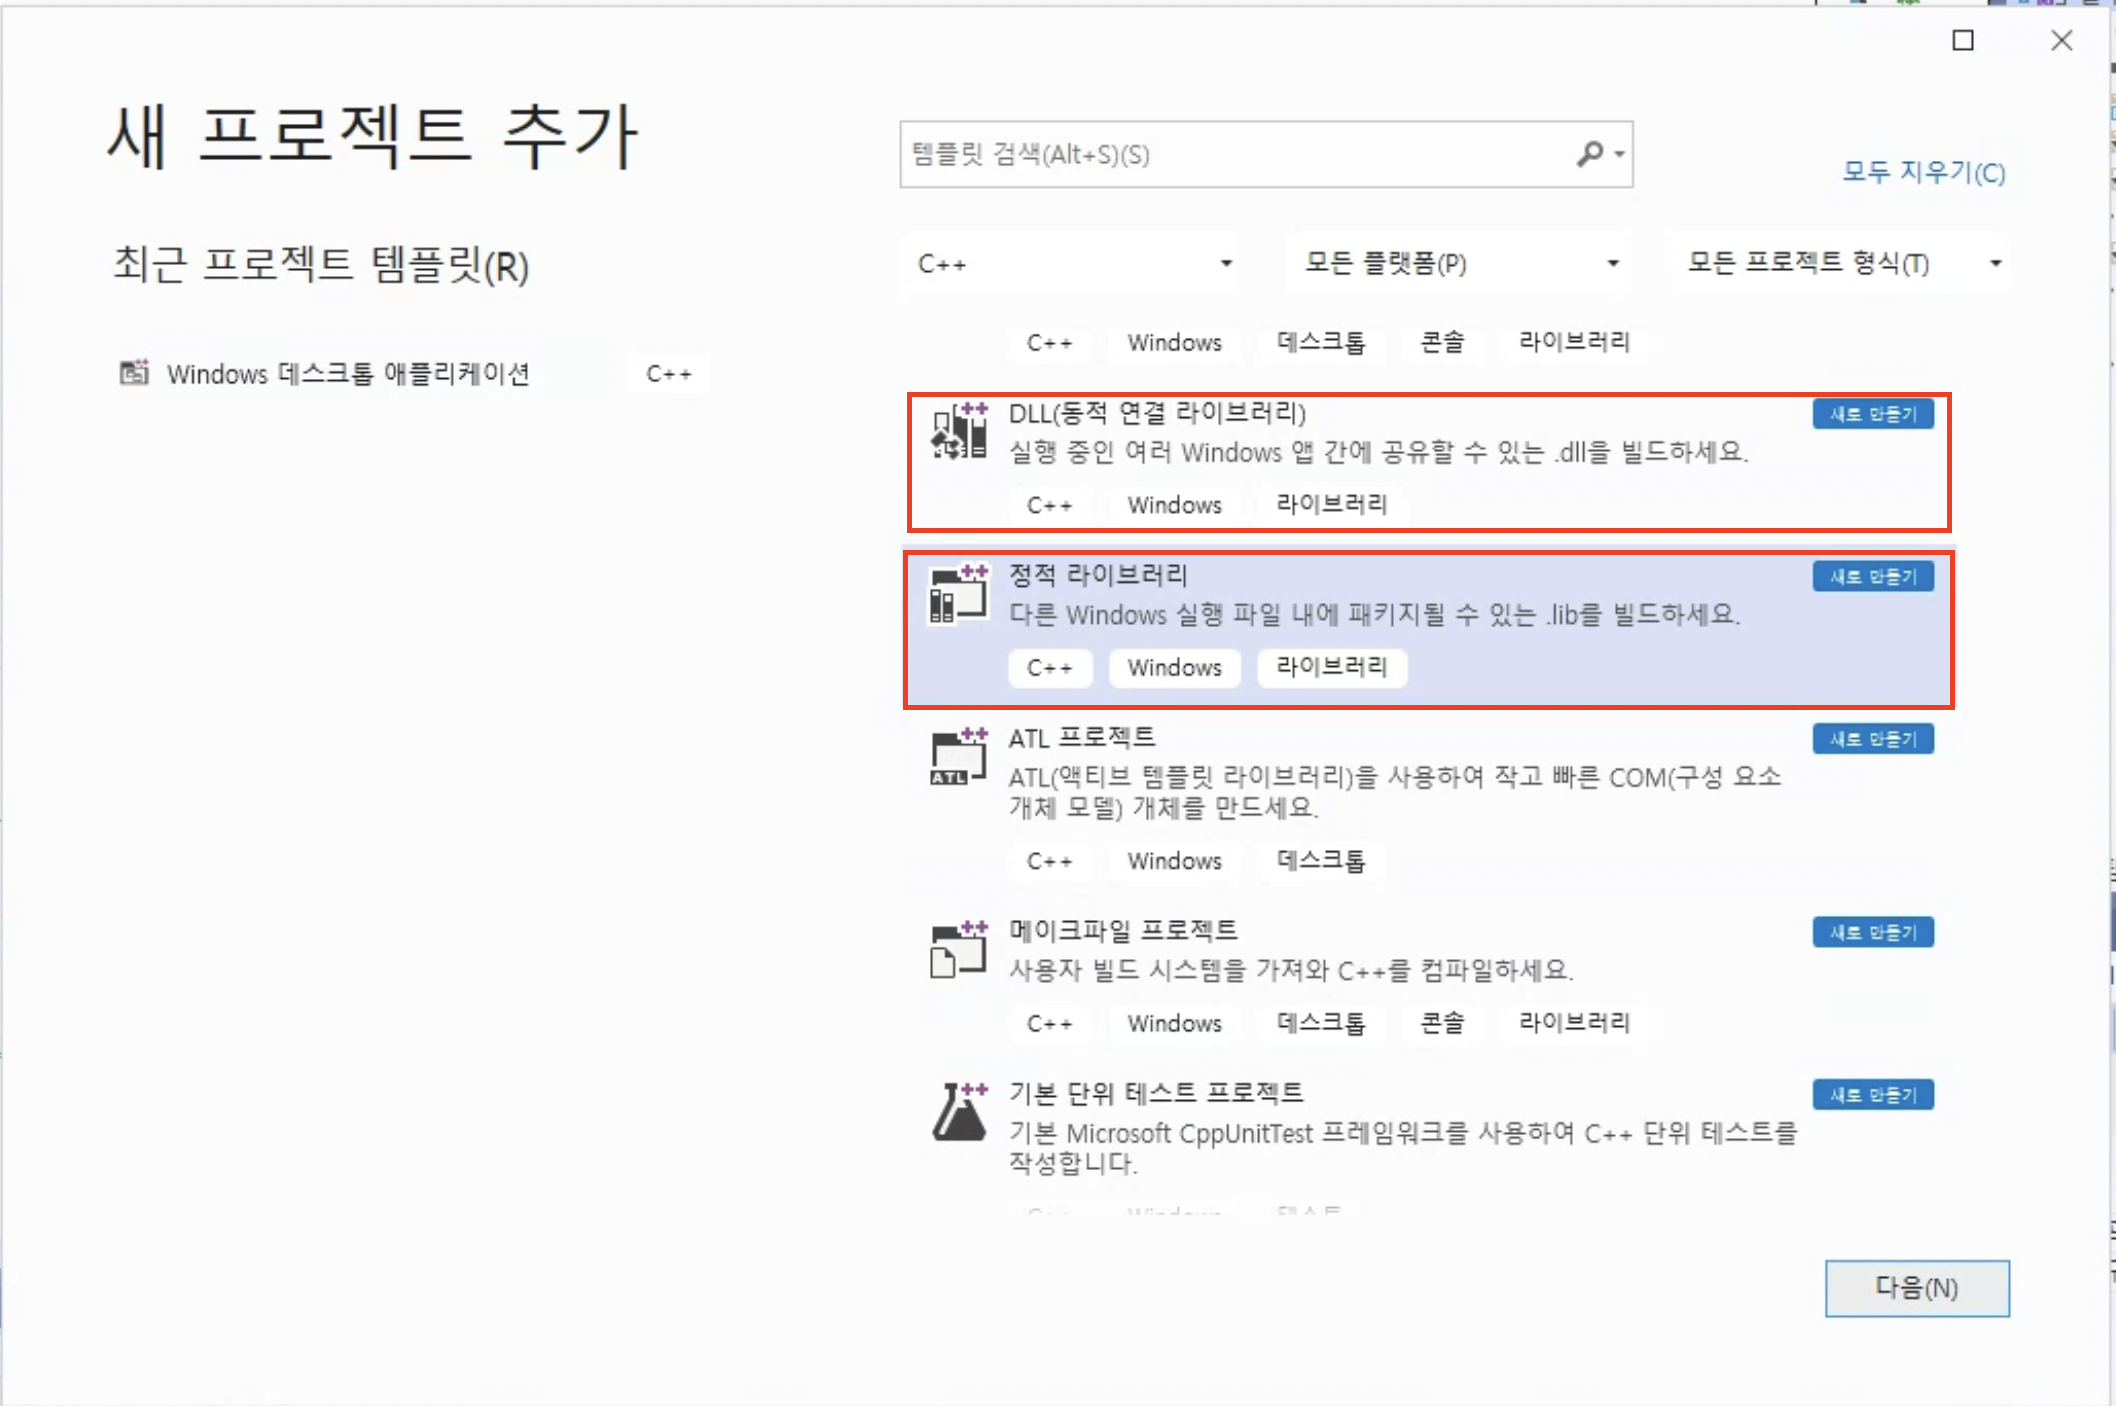 새 프로젝트 추가
템플릿 검색(Alt+S)(S)
모두 지우기(C)
최근 프로젝트 템플릿(R)
C++
모든 플랫폼(P)
모든 프로젝트 형식(T)
Windows 데스크톱 애플리케이션 C++
C++ Windows 데스크톱 콘솔 라이브러리
DLL(동적 연결 라이브러리) 새로 만들기
실행 중인 여러 Windows 앱 간에 공유할 수 있는 .dll을 빌드하세요.
C++ Windows 라이브러리
정적 라이브러리 새로 만들기
다른 Windows 실행 파일 내에 패키지될 수 있는 .lib를 빌드하세요.
C++ Windows 라이브러리
ATL
ATL 프로젝트 새로 만들기
ATL(액티브 템플릿 라이브러리)을 사용하여 작고 빠른 COM(구성 요소
개체 모델) 개체를 만드세요.
C++ Windows 데스크톱
메이크파일 프로젝트 새로 만들기
사용자 빌드 시스템을 가져와 C++를 컴파일하세요.
C++ Windows 데스크톱 콘솔 라이브러리
기본 단위 테스트 프로젝트 새로 만들기
기본 Microsoft CppUnitTest 프레임워크를 사용하여 C++ 단위 테스트를
작성합니다.
C++ Windows 테스트
다음(N)